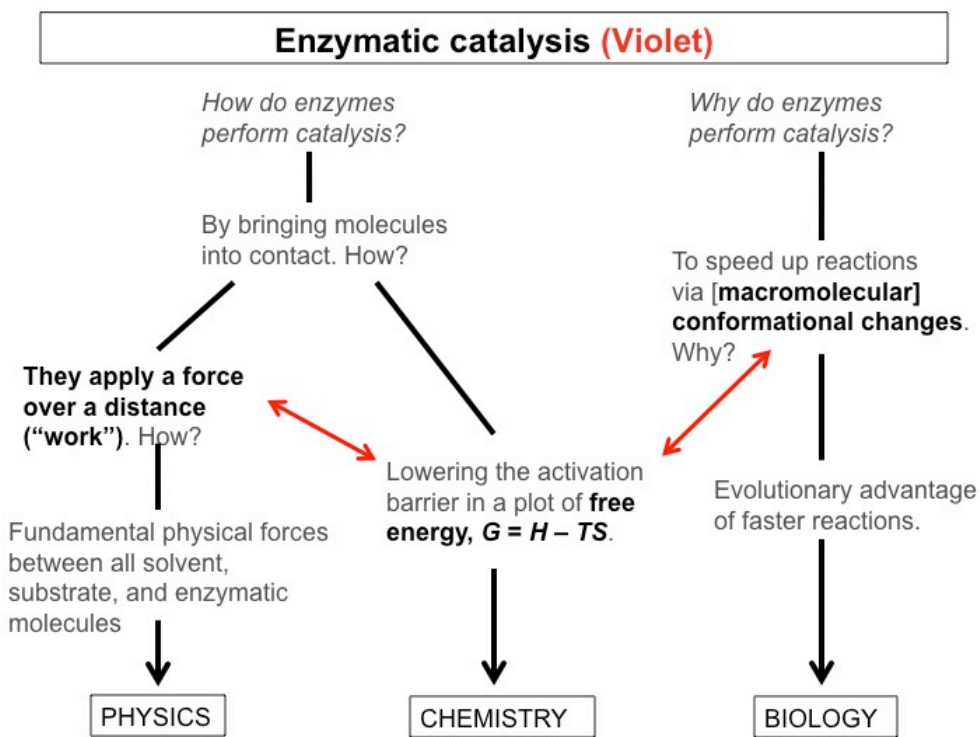 Enzymatic catalysis (Violet)
How do enzymes
perform catalysis?
Why do enzymes
perform catalysis?
By bringing molecules
into contact. How?
To speed up reactions
via [macromolecular]
conformational changes.
Why?
They apply a force
over a distance
(“work”). How?
Lowering the activation
barrier in a plot of free
energy, G = H – TS.
Evolutionary advantage
of faster reactions.
Fundamental physical forces
between all solvent,
substrate, and enzymatic
molecules
PHYSICS
CHEMISTRY
BIOLOGY